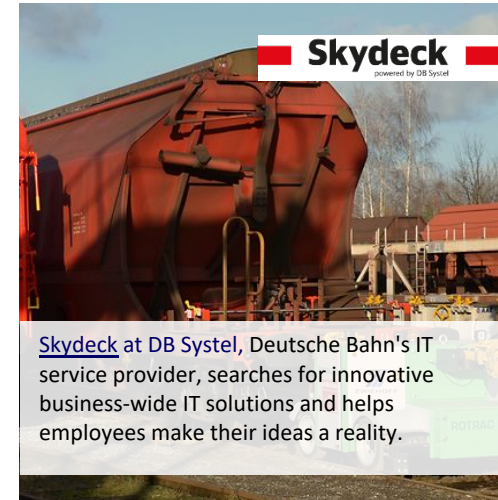 Skydeck
powered by DB Systel
Skydeck at DB Systel, Deutsche Bahn's IT
service provider, searches for innovative
business-wide IT solutions and helps
employees make their ideas a reality.
ROTRAC